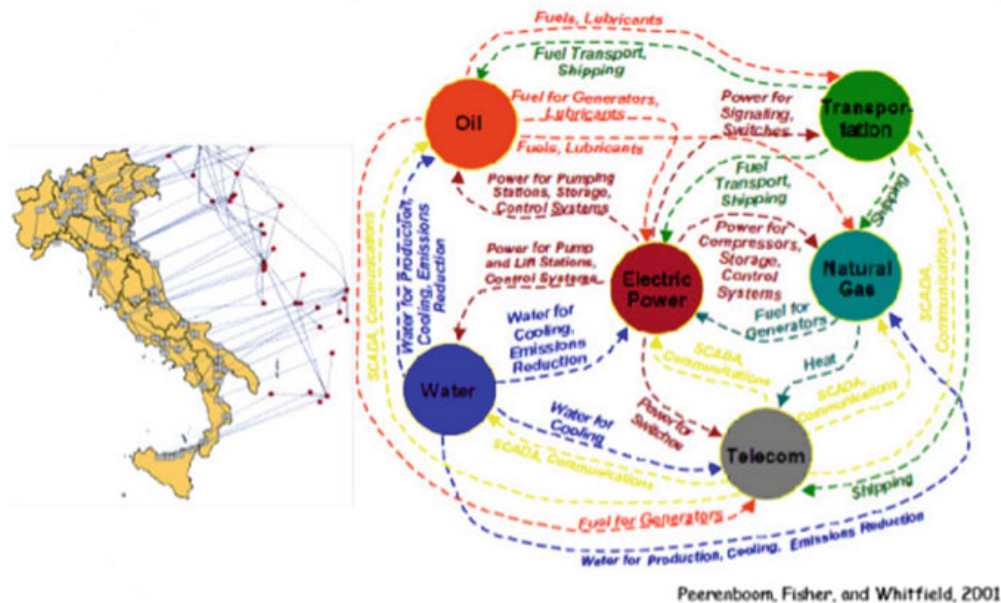 Fuels, Lubricants
Fuel Transport,
Shipping
Oil
Transpor-
tation
Fuel for Generators,
Lubricants
Power for
Signaling,
Switches
Fuels, Lubricants
Fuel
Transport,
Shipping
Shipping
Power for Pumping
Stations, Storage,
Control Systems
Power for
Compressors,
Storage,
Control
Systems
Electric
Power
Natural
Gas
Power for Pump
and Lift Stations,
Control Systems
Water for Production,
Cooling, Emissions
Reduction
SCADA, Communications
SCADA,
Communications
Water for
Cooling,
Emissions
Reduction
Fuel for
Generators
SCADA,
Communications
Heat
SCADA,
Communications
Water
Water for
Cooling
Power for
Switches
Telecom
SCADA, Communications
Shipping
Fuel for Generators
Water for Production, Cooling, Emissions Reduction
Peerenboom, Fisher, and Whitfield, 2001